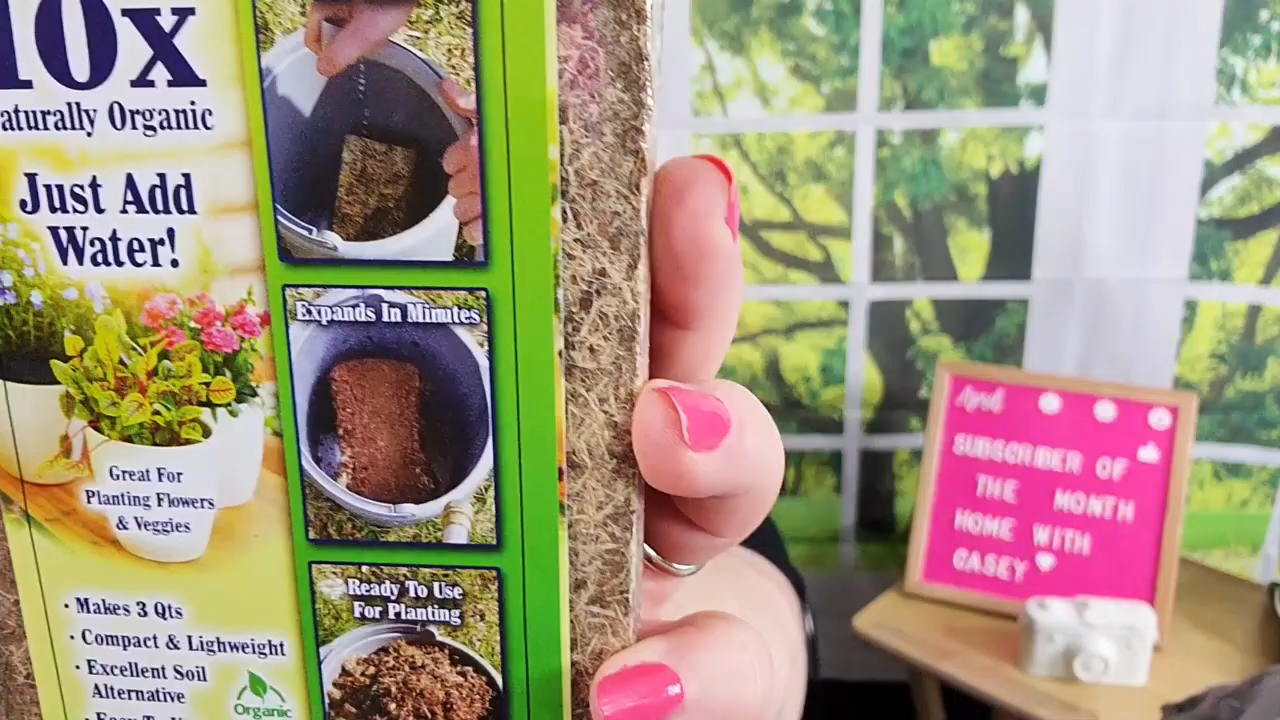 10x
aturally Organic
Just Add
Water!
Great For
Planting Flowers
& Veggies
• Makes 3 Qts
• Compact & Lighweight
• Excellent Soil
Alternative
Organic
Expands In Minutes
Ready To Use
For Planting
April
SUBSCRIBER OF
THE MONTH
HOME WITH
CASEY